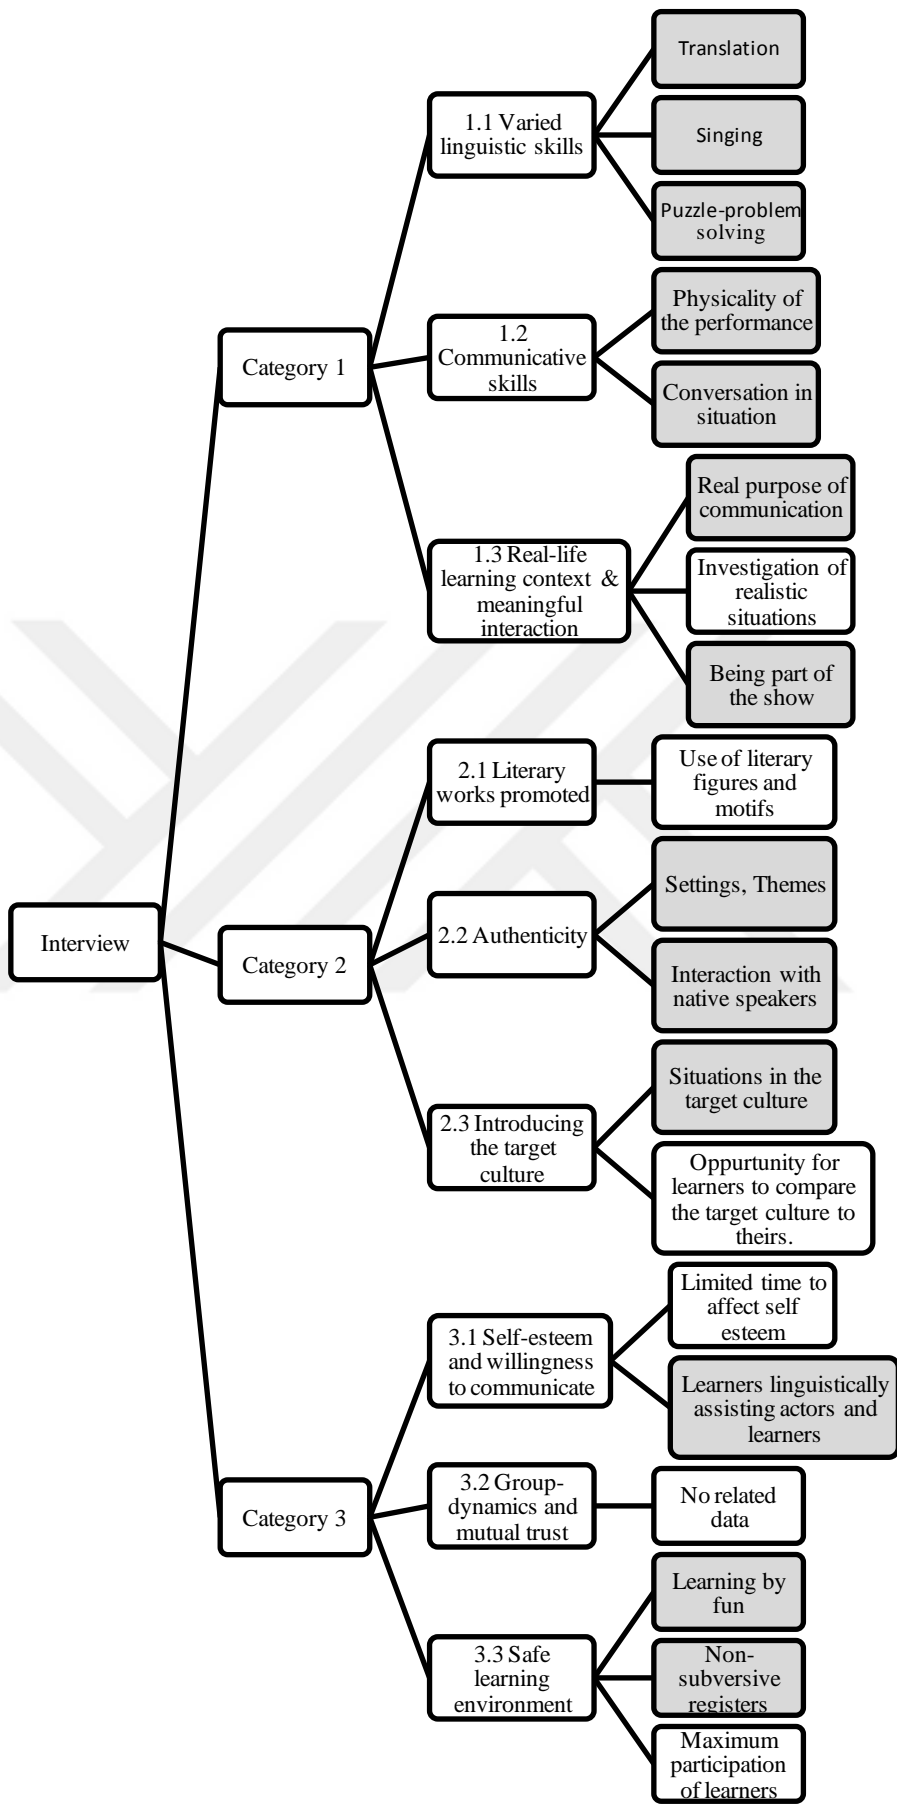 Interview
Category 1
1.1 Varied
linguistic skills
Translation
Singing
Puzzle-problem
solving
1.2
Communicative
skills
Physicality of
the performance
Conversation in
situation
1.3 Real-life
learning context &
meaningful
interaction
Real purpose of
communication
Investigation of
realistic
situations
Being part of
the show
Category 2
2.1 Literary
works promoted
Use of literary
figures and
motifs
2.2 Authenticity
Settings, Themes
Interaction with
native speakers
2.3 Introducing
the target
culture
Situations in the
target culture
Oppurtunity for
learners to compare
the target culture to
theirs.
Category 3
3.1 Self-esteem
and willingness
to communicate
Limited time to
affect self
esteem
Learners linguistically
assisting actors and
learners
3.2 Group-
dynamics and
mutual trust
No related
data
3.3 Safe
learning
environment
Learning by
fun
Non-
subversive
registers
Maximum
participation
of learners